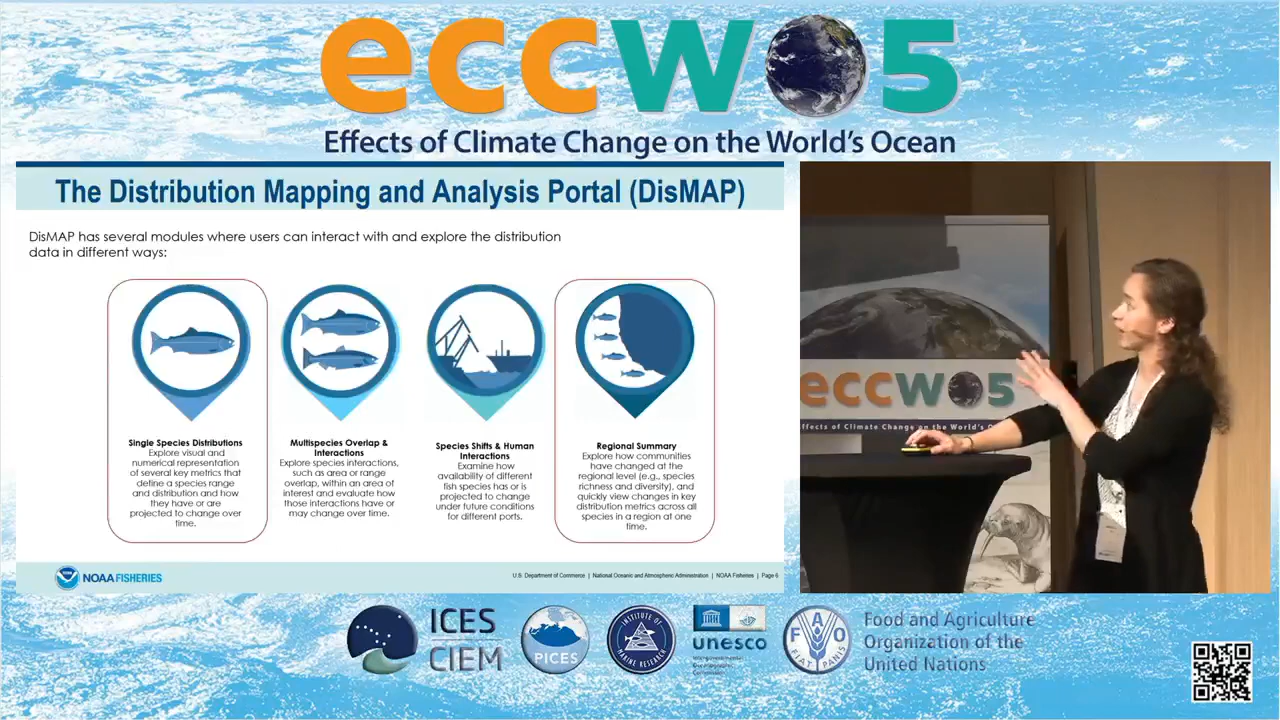 eccwo5
Effects of Climate Change on the World's Ocean
The Distribution Mapping and Analysis Portal (DisMAP)
DisMAP has several modules where users can interact with and explore the distribution
data in different ways:
Single Species Distributions
Explore visual and
numerical representation
of several key metrics that
define a species range
and distribution and how
they have or are
projected to change over
time.
Multispecies Overlap &
Interactions
Explore species interactions,
such as area or range
overlap, within an area of
interest and evaluate how
those interactions have or
may change over time.
Species Shifts & Human
Interactions
Examine how
availability of different
fish species has or is
projected to change
under future conditions
for different ports.
Regional Summary
Explore how communities
have changed at the
regional level (e.g., species
richness and diversity), and
quickly view changes in key
distribution metrics across all
species in a region at one
time.
NOAA FISHERIES
U.S. Department of Commerce | National Oceanic and Atmospheric Administration | NOAA Fisheries | Page 6
eccwo5
ffects of Climate Change on the World's O
ICES
CIEM
PICES
INSTITUTE OF
MARINE RESEARCH
unesco
Intergovernmental
Oceanographic
Commission
FAO
FIAT PANIS
Food and Agriculture
Organization of the
United Nations